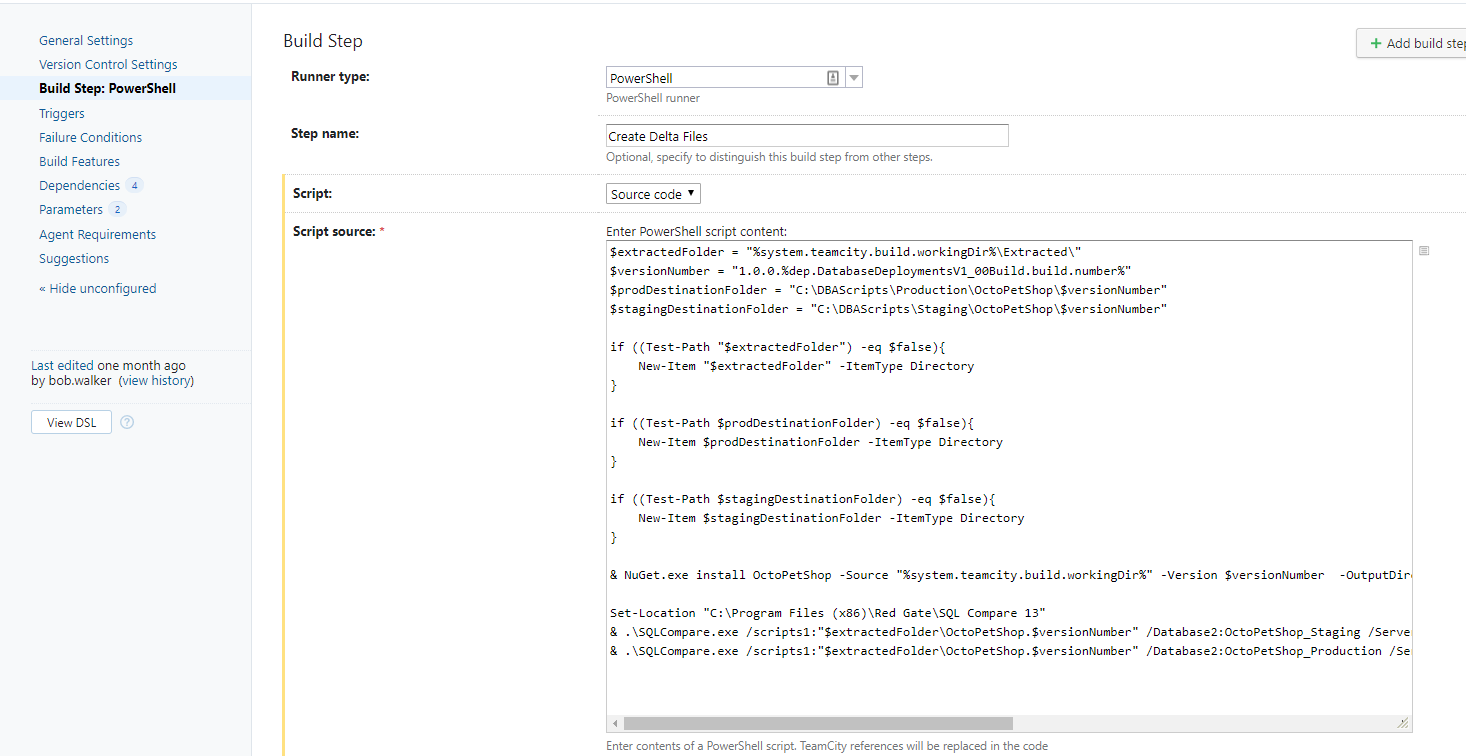 General Settings
Version Control Settings
Build Step: PowerShell
Triggers
Failure Conditions
Build Features
Dependencies 4
Parameters 2
Agent Requirements
Suggestions
« Hide unconfigured
Last edited one month ago
by bob.walker (view history)
View DSL ?
Build Step
+ Add build step
Runner type:
PowerShell
PowerShell runner
Step name:
Create Delta Files
Optional, specify to distinguish this build step from other steps.
Script:
Source code
Script source: *
Enter PowerShell script content:
$extractedFolder = "%system.teamcity.build.workingDir%\Extracted\"
$versionNumber = "1.0.0.%dep.DatabaseDeploymentsV1_00Build.build.number%"
$prodDestinationFolder = "C:\DBAScripts\Production\OctoPetShop\$versionNumber"
$stagingDestinationFolder = "C:\DBAScripts\Staging\OctoPetShop\$versionNumber"
if ((Test-Path "$extractedFolder") -eq $false){
New-Item "$extractedFolder" -ItemType Directory
}
if ((Test-Path $prodDestinationFolder) -eq $false){
New-Item $prodDestinationFolder -ItemType Directory
}
if ((Test-Path $stagingDestinationFolder) -eq $false){
New-Item $stagingDestinationFolder -ItemType Directory
}
& NuGet.exe install OctoPetShop -Source "%system.teamcity.build.workingDir%" -Version $versionNumber  -OutputDir
Set-Location "C:\Program Files (x86)\Red Gate\SQL Compare 13"
& .\SQLCompare.exe /scripts1:"$extractedFolder\OctoPetShop.$versionNumber" /Database2:OctoPetShop_Staging /Serve
& .\SQLCompare.exe /scripts1:"$extractedFolder\OctoPetShop.$versionNumber" /Database2:OctoPetShop_Production /Se
Enter contents of a PowerShell script. TeamCity references will be replaced in the code